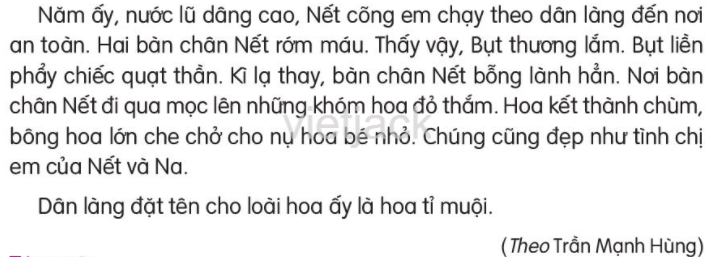 Năm ấy, nước lũ dâng cao, Nết cõng em chạy theo dân làng đến nơi
an toàn. Hai bàn chân Nết rớm máu. Thấy vậy, Bụt thương lắm. Bụt liền
phẩy chiếc quạt thần. Kì lạ thay, bàn chân Nết bỗng lành hẳn. Nơi bàn
chân Nết đi qua mọc lên những khóm hoa đỏ thắm. Hoa kết thành chùm,
bông hoa lớn che chở cho nụ hoa bé nhỏ. Chúng cũng đẹp như tình chị
em của Nết và Na.
Dân làng đặt tên cho loài hoa ấy là hoa tỉ muội.
(Theo Trần Mạnh Hùng)
vietjack